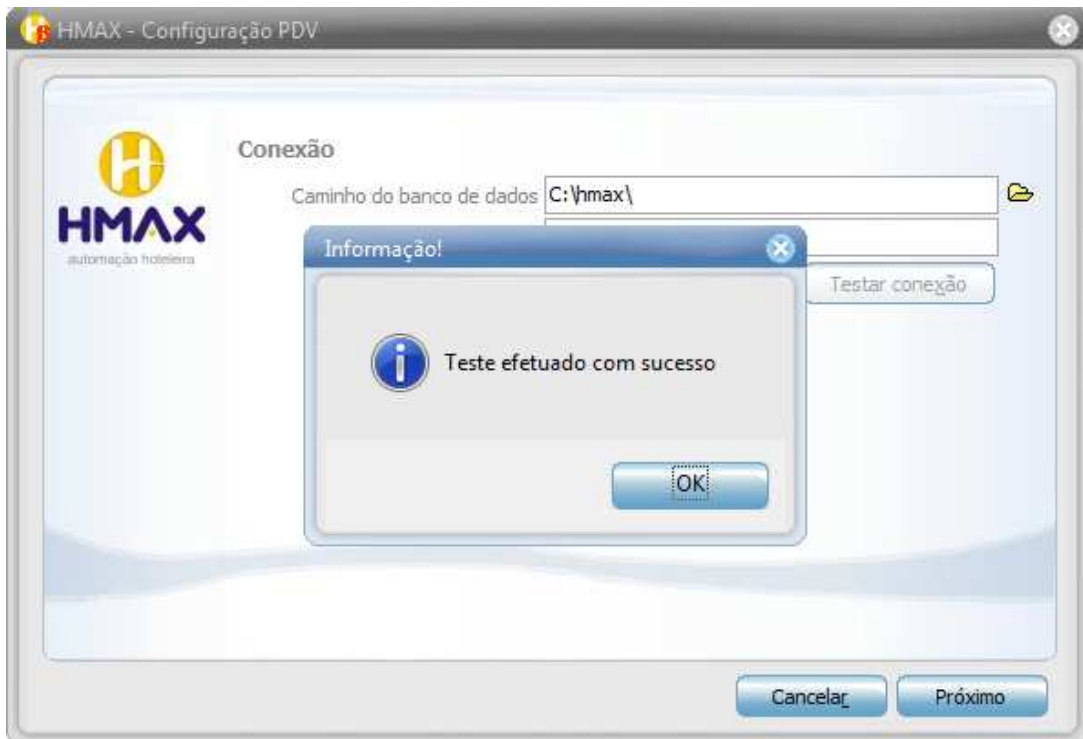 HMAX - Configuração PDV
HMAX
automação hoteleira
Conexão
Caminho do banco de dados C:\hmax\
Informação!
Testar conexão
Teste efetuado com sucesso
OK
Cancelar
Próximo